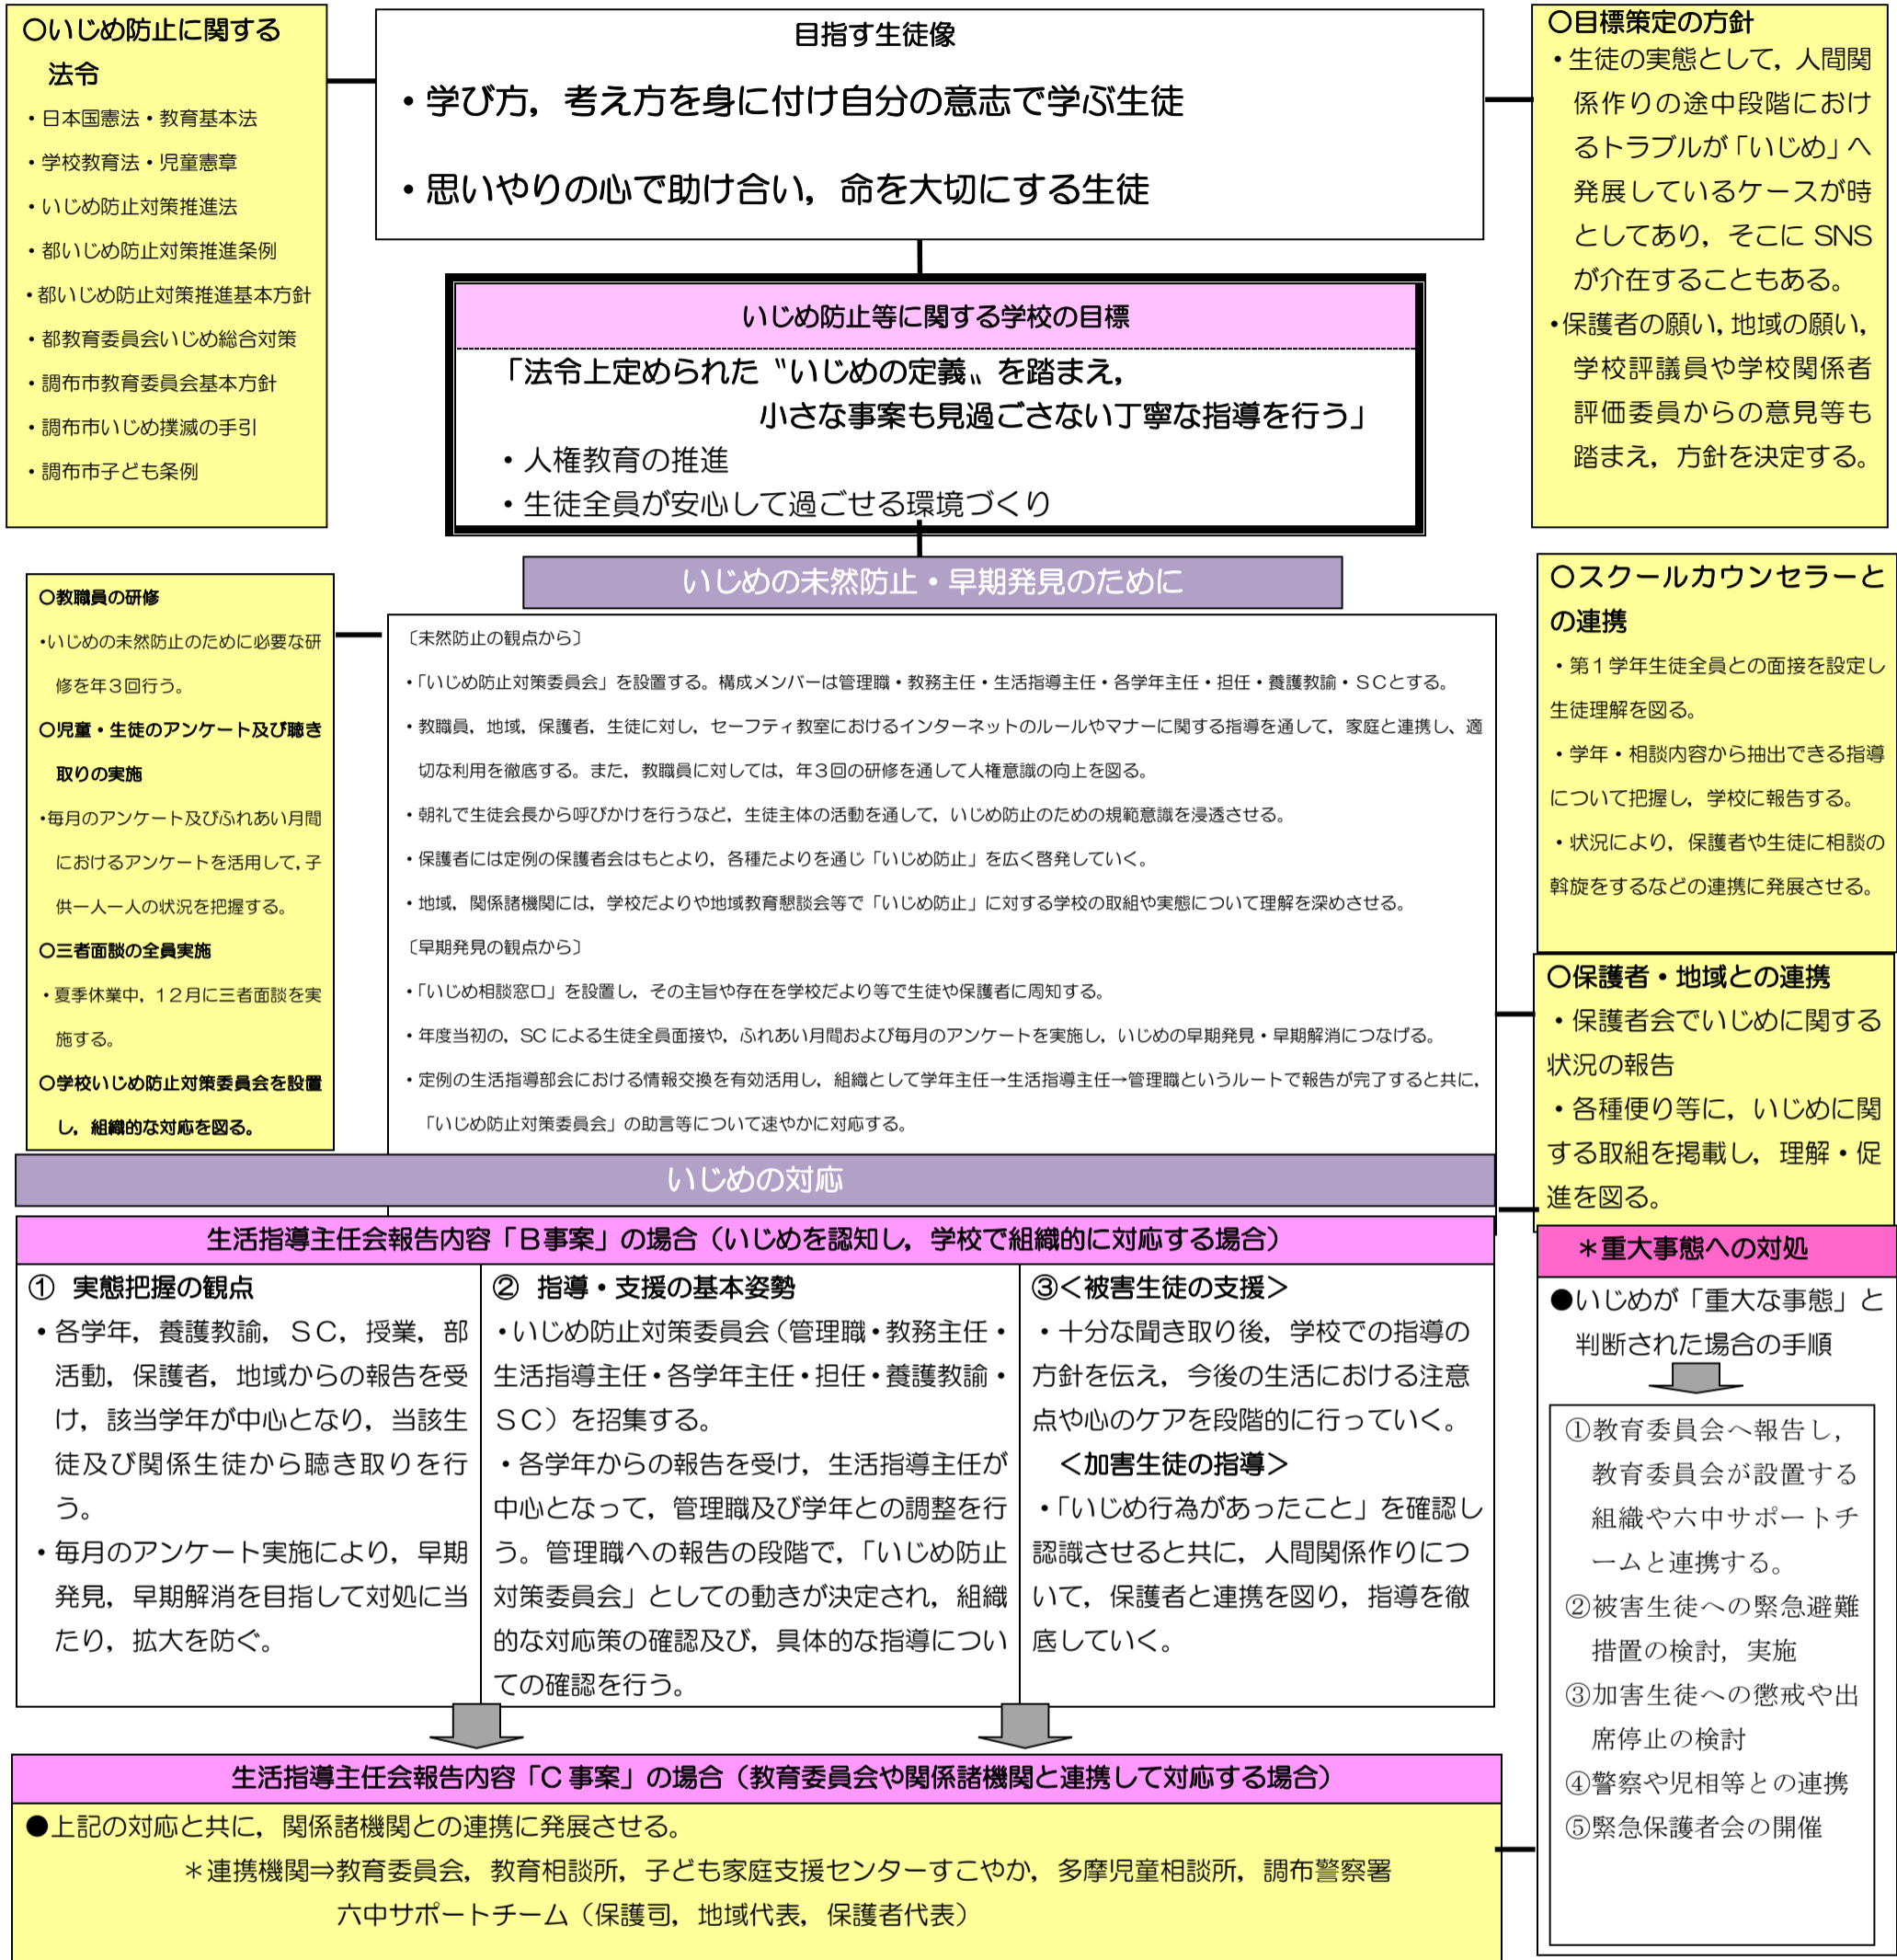 ○いじめ防止に関する
法令
・日本国憲法・教育基本法
・学校教育法・児童憲章
・いじめ防止対策推進法
・都いじめ防止対策推進条例
・都いじめ防止対策推進基本方針
・都教育委員会いじめ総合対策
・調布市教育委員会基本方針
・調布市いじめ撲滅の手引
・調布市子ども条例
目指す生徒像
・学び方，考え方を身に付け自分の意志で学ぶ生徒
・思いやりの心で助け合い，命を大切にする生徒
○目標策定の方針
・生徒の実態として，人間関
係作りの途中段階におけ
るトラブルが「いじめ」へ
発展しているケースが時
としてあり，そこに SNS
が介在することもある。
・保護者の願い，地域の願い，
学校評議員や学校関係者
評価委員からの意見等も
踏まえ，方針を決定する。
いじめ防止等に関する学校の目標
「法令上定められた〝いじめの定義〟を踏まえ，
小さな事案も見過ごさない丁寧な指導を行う」
・人権教育の推進
・生徒全員が安心して過ごせる環境づくり
いじめの未然防止・早期発見のために
○教職員の研修
・いじめの未然防止のために必要な研
修を年３回行う。
○児童・生徒のアンケート及び聴き
取りの実施
・毎月のアンケート及びふれあい月間
におけるアンケートを活用して，子
供一人一人の状況を把握する。
○三者面談の全員実施
・夏季休業中，１２月に三者面談を実
施する。
○学校いじめ防止対策委員会を設置
し，組織的な対応を図る。
〔未然防止の観点から〕
・「いじめ防止対策委員会」を設置する。構成メンバーは管理職・教務主任・生活指導主任・各学年主任・担任・養護教諭・ＳＣとする。
・教職員，地域，保護者，生徒に対し，セーフティ教室におけるインターネットのルールやマナーに関する指導を通して，家庭と連携し、適
切な利用を徹底する。また，教職員に対しては，年３回の研修を通して人権意識の向上を図る。
・朝礼で生徒会長から呼びかけを行うなど，生徒主体の活動を通して，いじめ防止のための規範意識を浸透させる。
・保護者には定例の保護者会はもとより，各種たよりを通じ「いじめ防止」を広く啓発していく。
・地域，関係諸機関には，学校だよりや地域教育懇談会等で「いじめ防止」に対する学校の取組や実態について理解を深めさせる。
〔早期発見の観点から〕
・「いじめ相談窓口」を設置し，その主旨や存在を学校だより等で生徒や保護者に周知する。
・年度当初の，SC による生徒全員面接や，ふれあい月間および毎月のアンケートを実施し，いじめの早期発見・早期解消につなげる。
・定例の生活指導部会における情報交換を有効活用し，組織として学年主任→生活指導主任→管理職というルートで報告が完了すると共に，
「いじめ防止対策委員会」の助言等について速やかに対応する。
○スクールカウンセラーと
の連携
・第１学年生徒全員との面接を設定し
生徒理解を図る。
・学年・相談内容から抽出できる指導
について把握し，学校に報告する。
・状況により，保護者や生徒に相談の
斡旋をするなどの連携に発展させる。
○保護者・地域との連携
・保護者会でいじめに関する
状況の報告
・各種便り等に，いじめに関
する取組を掲載し，理解・促
進を図る。
いじめの対応
生活指導主任会報告内容「Ｂ事案」の場合（いじめを認知し，学校で組織的に対応する場合）
① 実態把握の観点
・各学年，養護教諭，ＳＣ，授業，部
活動，保護者，地域からの報告を受
け，該当学年が中心となり，当該生
徒及び関係生徒から聴き取りを行
う。
・毎月のアンケート実施により，早期
発見，早期解消を目指して対処に当
たり，拡大を防ぐ。
② 指導・支援の基本姿勢
・いじめ防止対策委員会（管理職・教務主任・
生活指導主任・各学年主任・担任・養護教諭・
ＳＣ）を招集する。
・各学年からの報告を受け，生活指導主任が
中心となって，管理職及び学年との調整を行
う。管理職への報告の段階で，「いじめ防止
対策委員会」としての動きが決定され，組織
的な対応策の確認及び，具体的な指導につい
ての確認を行う。
③＜被害生徒の支援＞
・十分な聞き取り後，学校での指導の
方針を伝え，今後の生活における注意
点や心のケアを段階的に行っていく。
＜加害生徒の指導＞
・「いじめ行為があったこと」を確認し
認識させると共に，人間関係作りにつ
いて，保護者と連携を図り，指導を徹
底していく。
＊重大事態への対処
●いじめが「重大な事態」と
判断された場合の手順
①教育委員会へ報告し，
教育委員会が設置する
組織や六中サポートチ
ームと連携する。
②被害生徒への緊急避難
措置の検討，実施
③加害生徒への懲戒や出
席停止の検討
④警察や児相等との連携
⑤緊急保護者会の開催
生活指導主任会報告内容「C 事案」の場合（教育委員会や関係諸機関と連携して対応する場合）
●上記の対応と共に，関係諸機関との連携に発展させる。
＊連携機関⇒教育委員会，教育相談所，子ども家庭支援センターすこやか，多摩児童相談所，調布警察署
六中サポートチーム（保護司，地域代表，保護者代表）